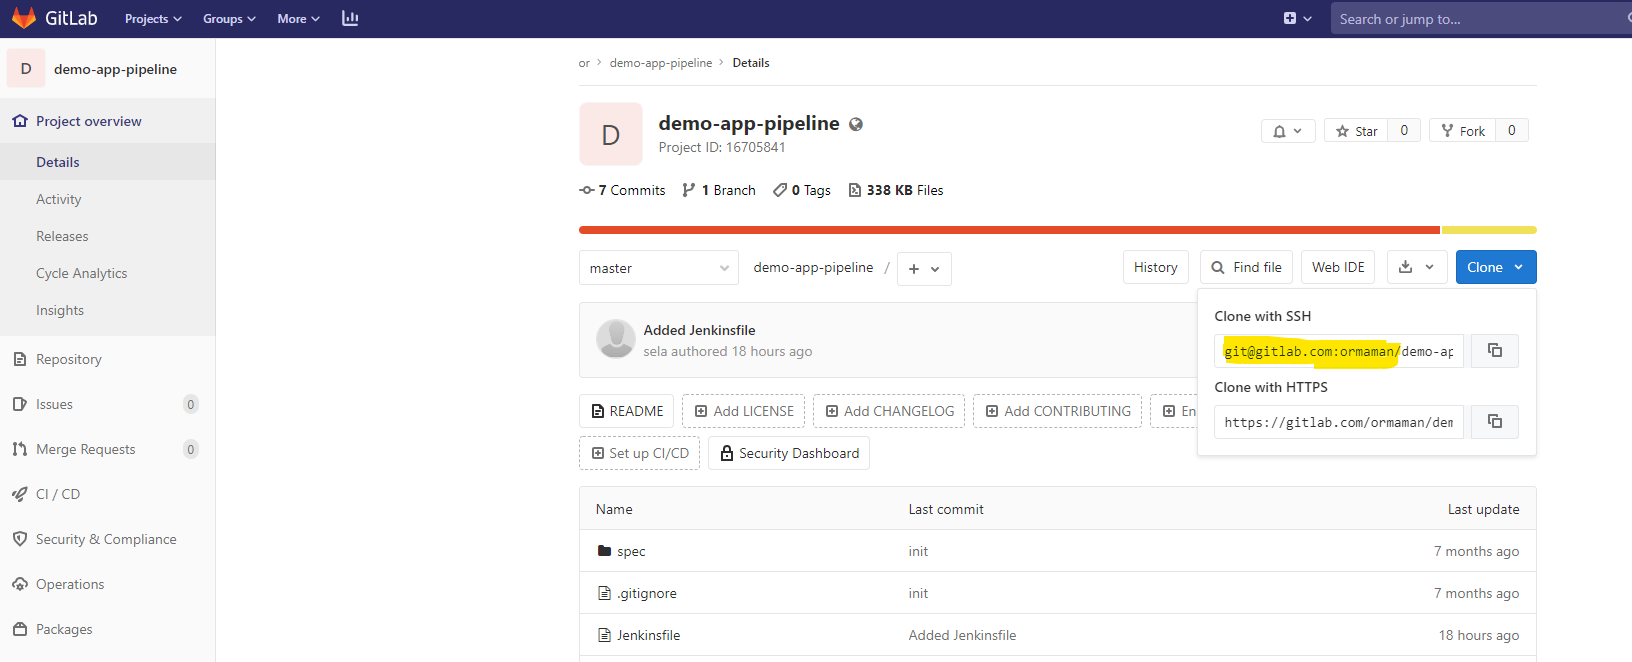 GitLab Projects Groups More Search or jump to...
D demo-app-pipeline
Project overview
Details
Activity
Releases
Cycle Analytics
Insights
Repository
Issues 0
Merge Requests 0
CI / CD
Security & Compliance
Operations
Packages
or > demo-app-pipeline > Details
D
demo-app-pipeline
Project ID: 16705841
Star 0 Fork 0
7 Commits 1 Branch 0 Tags 338 KB Files
master demo-app-pipeline / + History Find file Web IDE Clone
Added Jenkinsfile
sela authored 18 hours ago
Clone with SSH
git@gitlab.com:ormaman/demo-ap
Clone with HTTPS
https://gitlab.com/ormaman/dem
README Add LICENSE Add CHANGELOG Add CONTRIBUTING En
Set up CI/CD Security Dashboard
Name Last commit Last update
spec init 7 months ago
.gitignore init 7 months ago
Jenkinsfile Added Jenkinsfile 18 hours ago